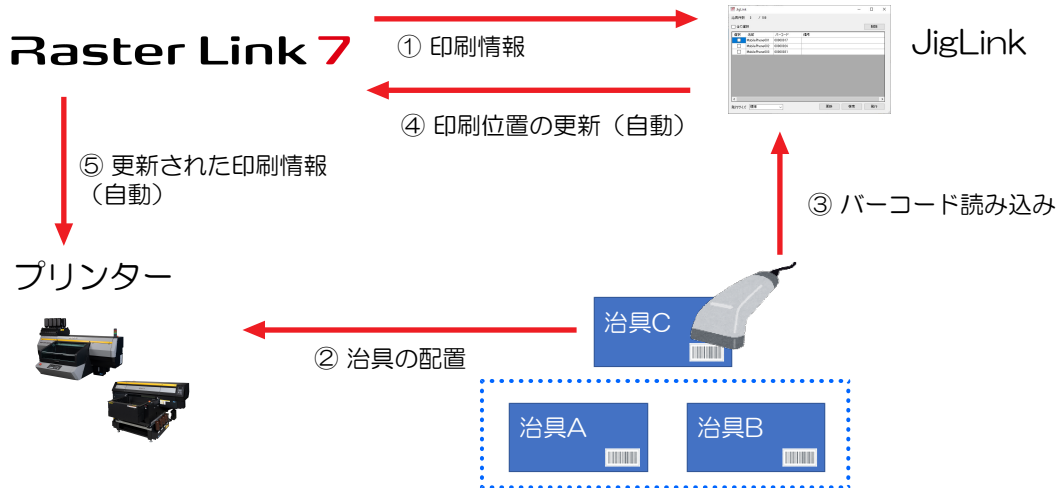 Raster Link 7
① 印刷情報
JigLink
④ 印刷位置の更新（自動）
⑤ 更新された印刷情報
（自動）
③ バーコード読み込み
プリンター
治具C
② 治具の配置
治具A
治具B